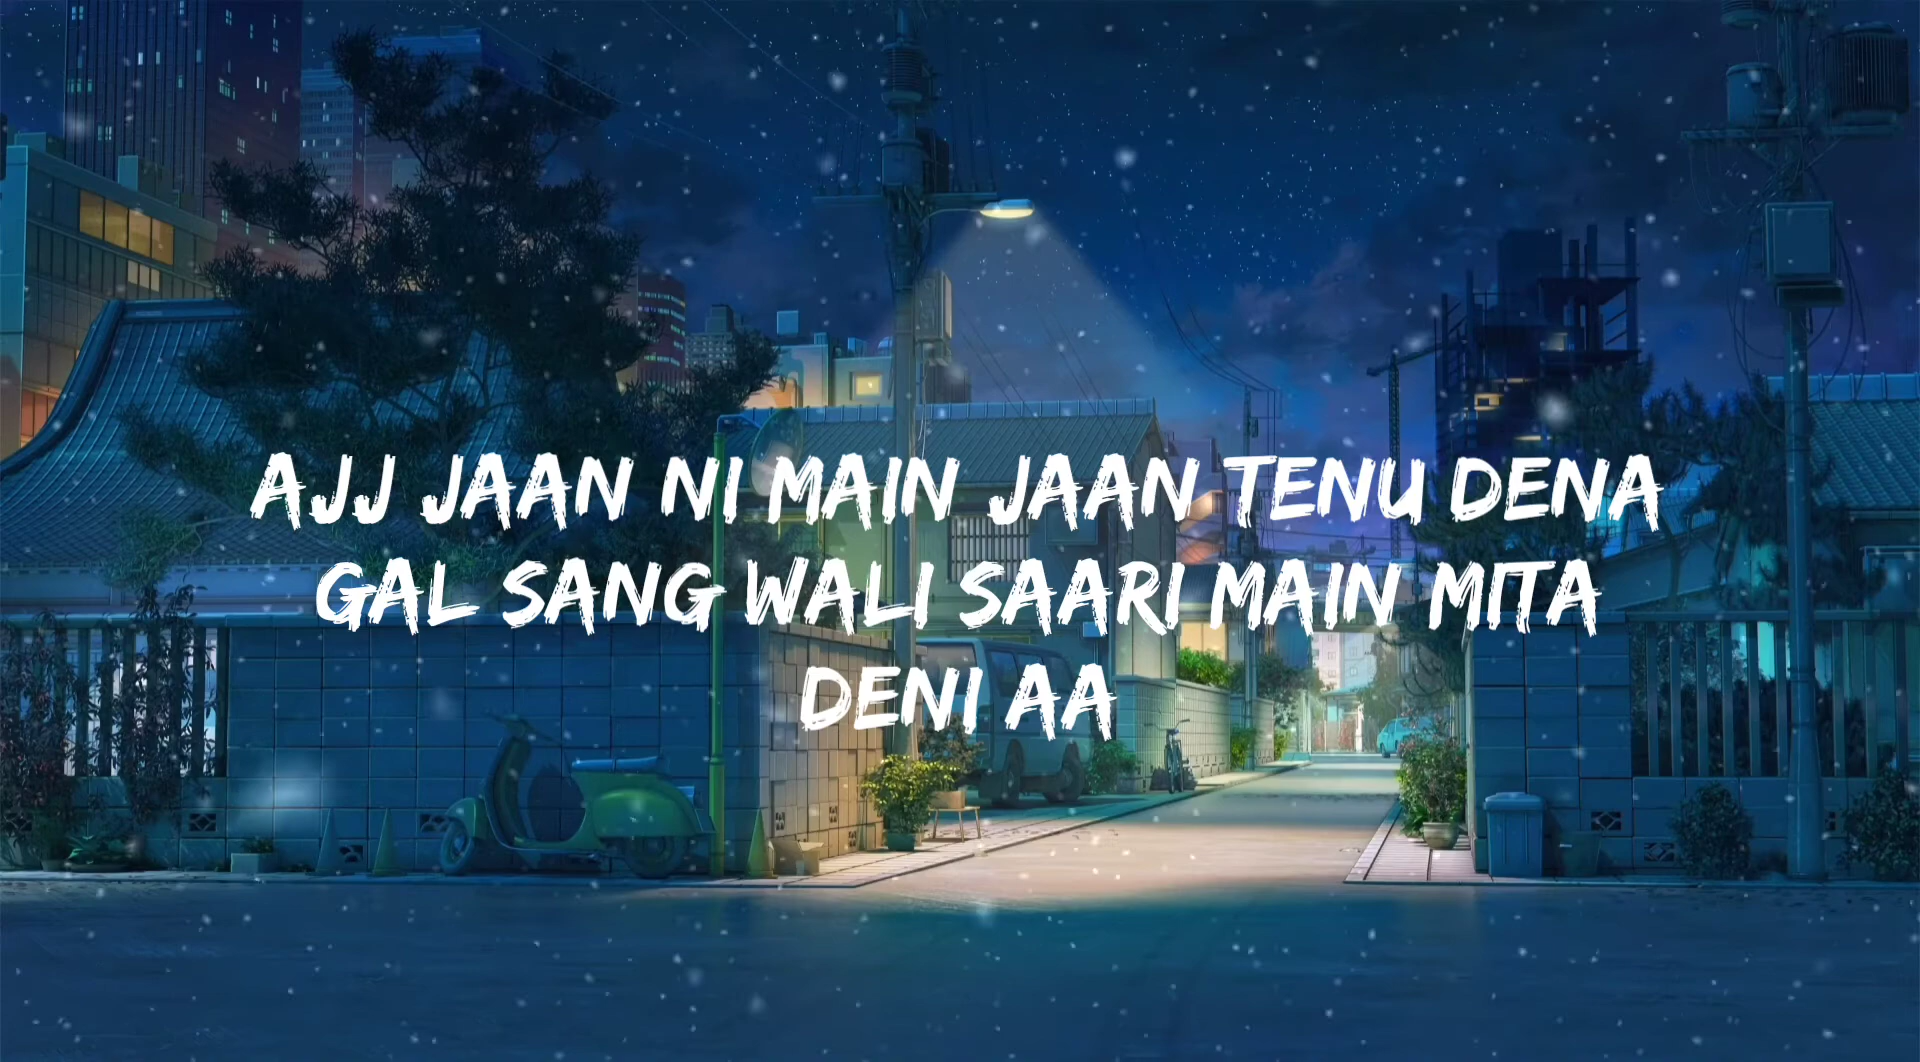 AJJ JAAN NI MAIN JAAN TENU DENA
GAL SANG WALI SAARI MAIN MITA
DENI AA